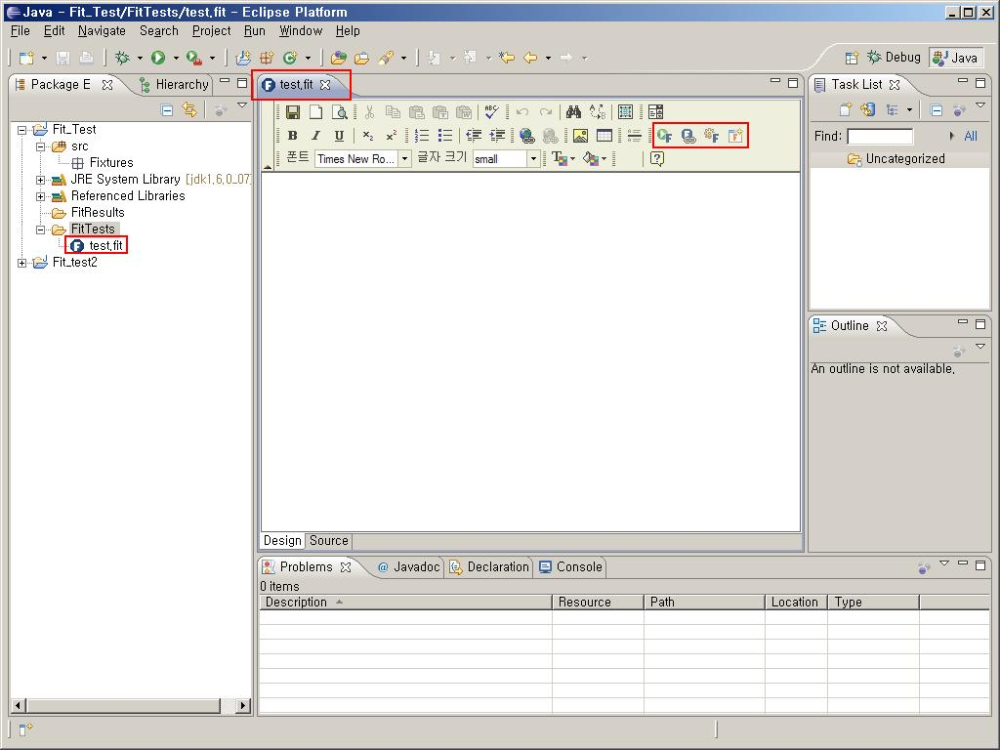 Java - Fit_Test/FitTests/test.fit - Eclipse Platform
File Edit Navigate Search Project Run Window Help
Debug Java
Package E Hierarchy
Fit_Test
src
Fixtures
JRE System Library [jdk1.6.0_07]
Referenced Libraries
FitResults
FitTests
test.fit
Fit_test2
test.fit
ABC
B I U x₂ x²
폰트 Times New Ro... 글자 크기 small
Design Source
Task List
Find: All
Uncategorized
Outline
An outline is not available.
Problems @ Javadoc Declaration Console
0 items
Description Resource Path Location Type